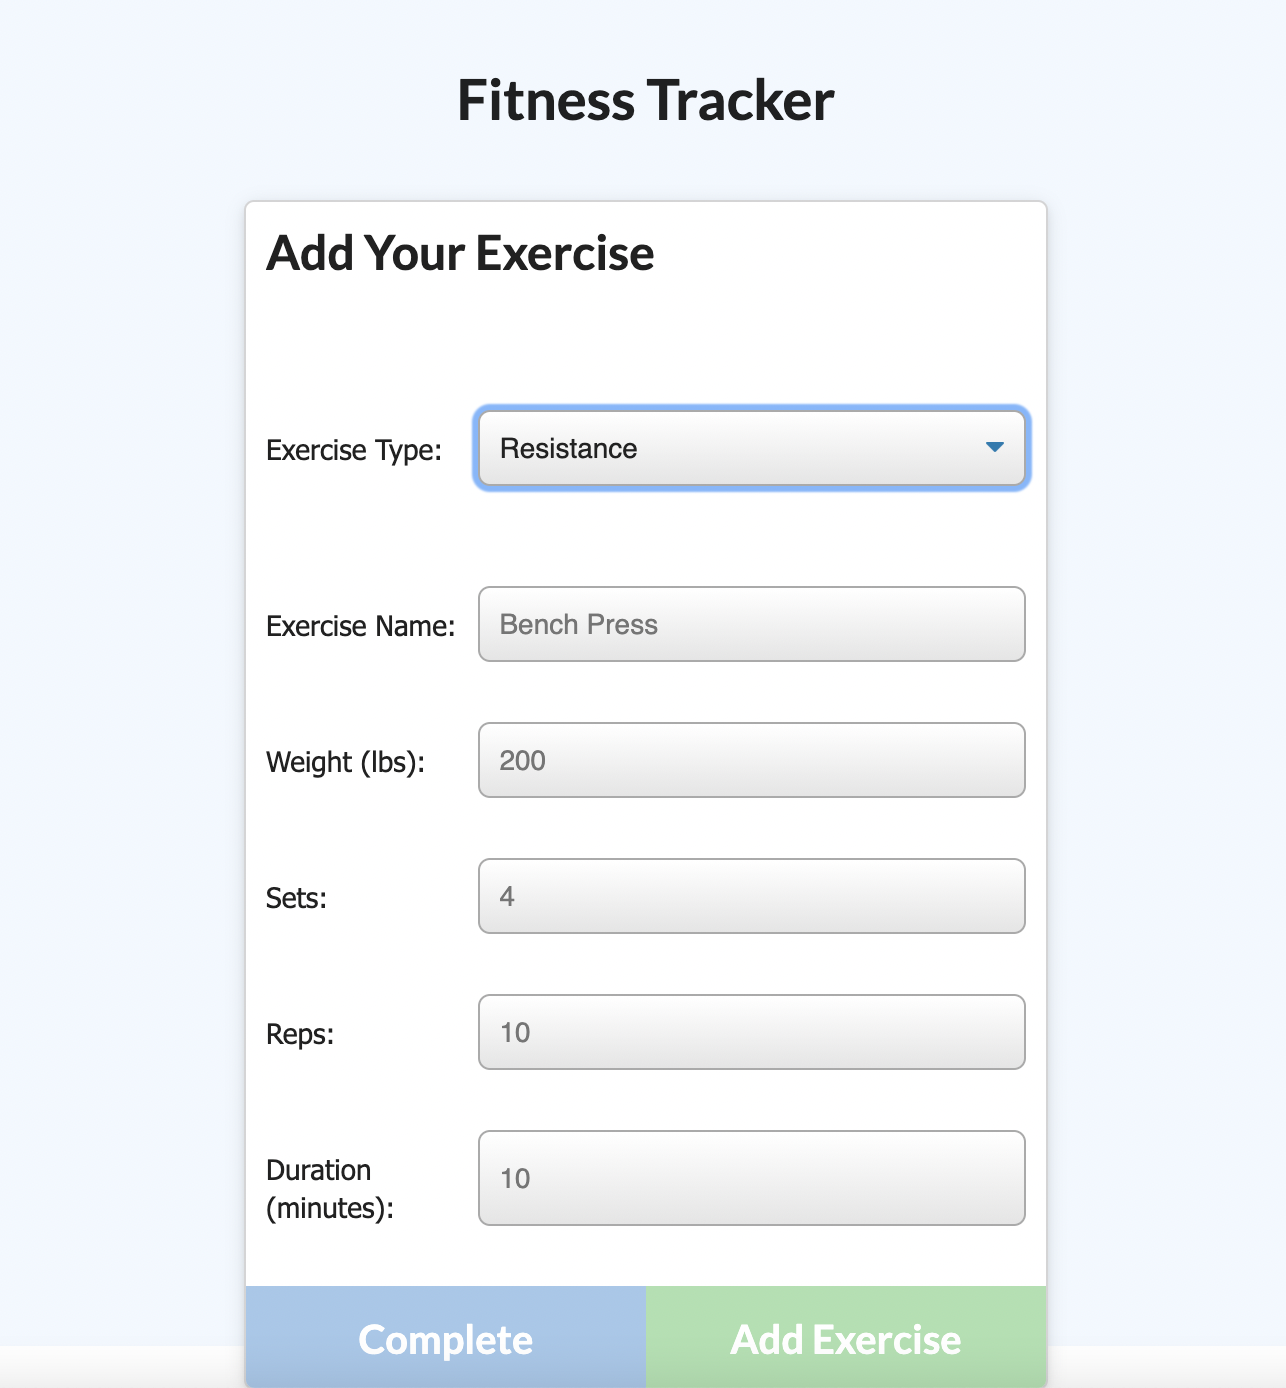 Fitness Tracker
Add Your Exercise
Exercise Type: Resistance
Exercise Name: Bench Press
Weight (lbs): 200
Sets: 4
Reps: 10
Duration
(minutes): 10
Complete Add Exercise